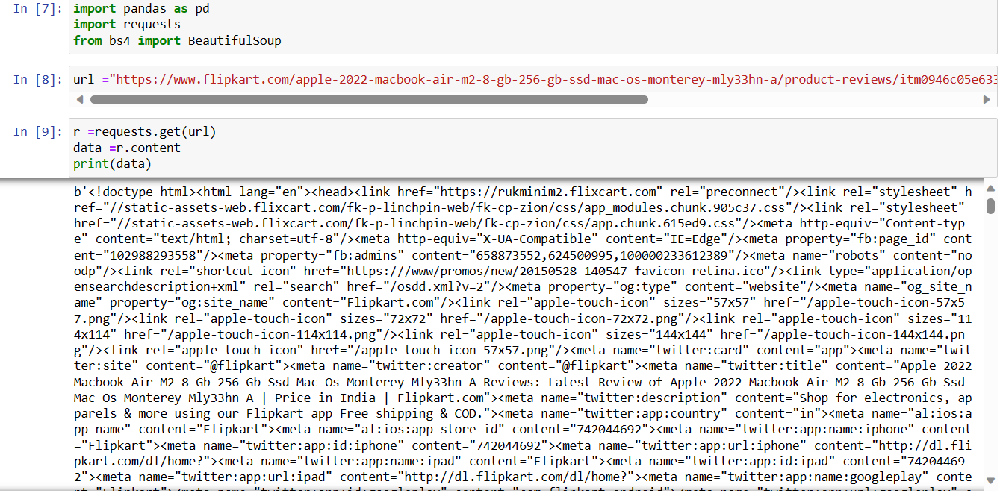 In [7]: import pandas as pd
import requests
from bs4 import BeautifulSoup
In [8]: url ="https://www.flipkart.com/apple-2022-macbook-air-m2-8-gb-256-gb-ssd-mac-os-monterey-mly33hn-a/product-reviews/itm0946c05e633
In [9]: r =requests.get(url)
data =r.content
print(data)
b'<!doctype html><html lang="en"><head><link href="https://rukminim2.flixcart.com" rel="preconnect"/><link rel="stylesheet" h
ref="//static-assets-web.flixcart.com/fk-p-linchpin-web/fk-cp-zion/css/app_modules.chunk.905c37.css"/><link rel="stylesheet"
href="//static-assets-web.flixcart.com/fk-p-linchpin-web/fk-cp-zion/css/app.chunk.615ed9.css"/><meta http-equiv="Content-typ
e" content="text/html; charset=utf-8"/><meta http-equiv="X-UA-Compatible" content="IE=Edge"/><meta property="fb:page_id" cont
ent="102988293558"/><meta property="fb:admins" content="658873552,624500995,100000233612389"/><meta name="robots" content="no
odp"/><link rel="shortcut icon" href="https:///www/promos/new/20150528-140547-favicon-retina.ico"/><link type="application/op
ensearchdescription+xml" rel="search" href="/osdd.xml?v=2"/><meta property="og:type" content="website"/><meta name="og_site_n
ame" property="og:site_name" content="Flipkart.com"/><link rel="apple-touch-icon" sizes="57x57" href="/apple-touch-icon-57x5
7.png"/><link rel="apple-touch-icon" sizes="72x72" href="/apple-touch-icon-72x72.png"/><link rel="apple-touch-icon" sizes="11
4x114" href="/apple-touch-icon-114x114.png"/><link rel="apple-touch-icon" sizes="144x144" href="/apple-touch-icon-144x144.pn
g"/><link rel="apple-touch-icon" href="/apple-touch-icon-57x57.png"/><meta name="twitter:card" content="app"><meta name="twit
ter:site" content="@flipkart"><meta name="twitter:creator" content="@flipkart"><meta name="twitter:title" content="Apple 2022
Macbook Air M2 8 Gb 256 Gb Ssd Mac Os Monterey Mly33hn A Reviews: Latest Review of Apple 2022 Macbook Air M2 8 Gb 256 Gb Ssd
Mac Os Monterey Mly33hn A | Price in India | Flipkart.com"><meta name="twitter:description" content="Shop for electronics, ap
parels & more using our Flipkart app Free shipping & COD."><meta name="twitter:app:country" content="in"><meta name="al:ios:a
pp_name" content="Flipkart"><meta name="al:ios:app_store_id" content="742044692"><meta name="twitter:app:name:iphone" content
="Flipkart"><meta name="twitter:app:id:iphone" content="742044692"><meta name="twitter:app:url:iphone" content="http://dl.fli
pkart.com/dl/home?"><meta name="twitter:app:name:ipad" content="Flipkart"><meta name="twitter:app:id:ipad" content="74204469
2"><meta name="twitter:app:url:ipad" content="http://dl.flipkart.com/dl/home?"><meta name="twitter:app:name:googleplay" conte